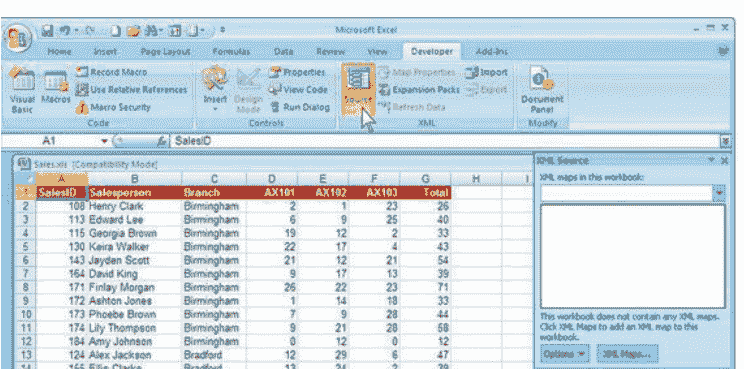 Microsoft Excel
Home Insert Page Layout Formulas Data Review View Developer Add-Ins
Visual Basic
Macros
Record Macro
Use Relative References
Macro Security
Code
Insert
Design Mode
Properties
View Code
Run Dialog
Controls
Source
Map Properties
Expansion Packs
Refresh Data
Import
Export
XML
Document Panel
Modify
A1 SalesID
Sales.xls [Compatibility Mode]
A B C D E F G H I
1 SalesID Salesperson Branch AX101 AX102 AX103 Total
2 108 Henry Clark Birmingham 2 1 23 26
3 113 Edward Lee Birmingham 6 9 25 40
4 115 Georgia Brown Birmingham 19 12 2 33
5 130 Keira Walker Birmingham 22 17 4 43
6 143 Jayden Scott Birmingham 21 12 21 54
7 164 David King Birmingham 9 17 13 39
8 171 Finlay Morgan Birmingham 26 22 23 71
9 172 Ashton Jones Birmingham 1 14 18 33
10 173 Phoebe Brown Birmingham 7 9 28 44
11 174 Lily Thompson Birmingham 9 21 28 58
12 184 Amy Johnson Birmingham 0 12 0 12
13 124 Alex Jackson Bradford 12 29 6 47
XML Source
XML maps in this workbook:
This workbook does not contain any XML maps.
Click XML Maps to add an XML map to this
workbook.
Options XML Maps...